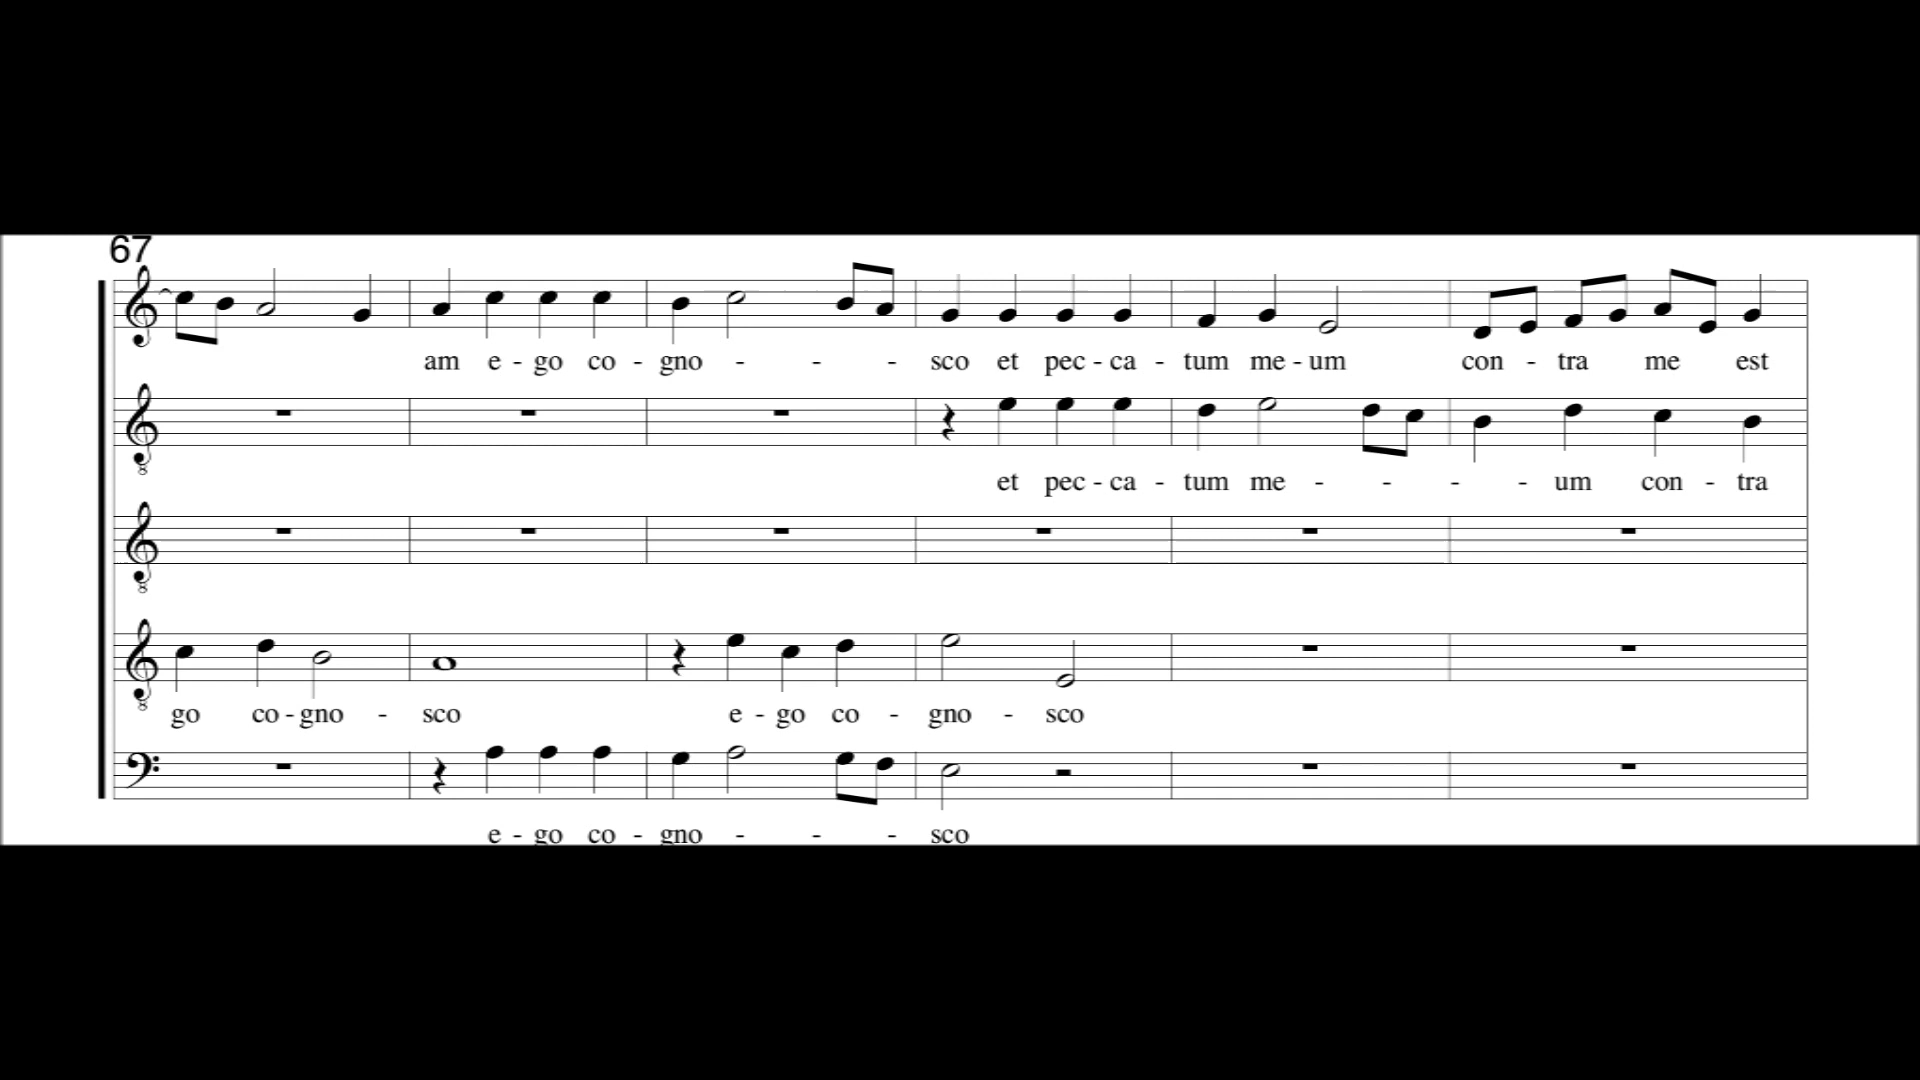 67
am e - go co - gno - - - sco et pec - ca - tum me - um con - tra me est
et pec - ca - tum me - - - - um con - tra
go co - gno - sco e - go co - gno - sco
e - go co - gno - - - sco